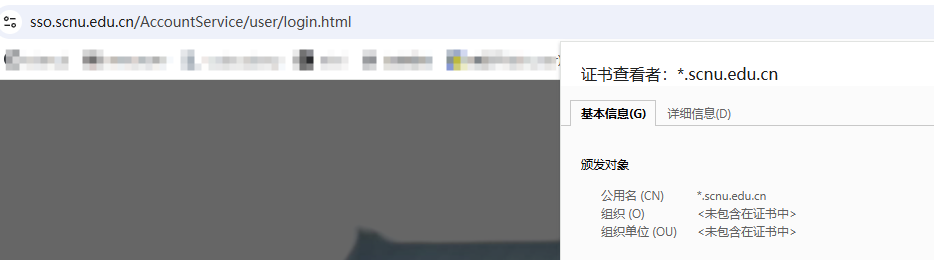 sso.scnu.edu.cn/AccountService/user/login.html
证书查看者：*.scnu.edu.cn
基本信息(G) 详细信息(D)
颁发对象
公用名 (CN) *.scnu.edu.cn
组织 (O) <未包含在证书中>
组织单位 (OU) <未包含在证书中>